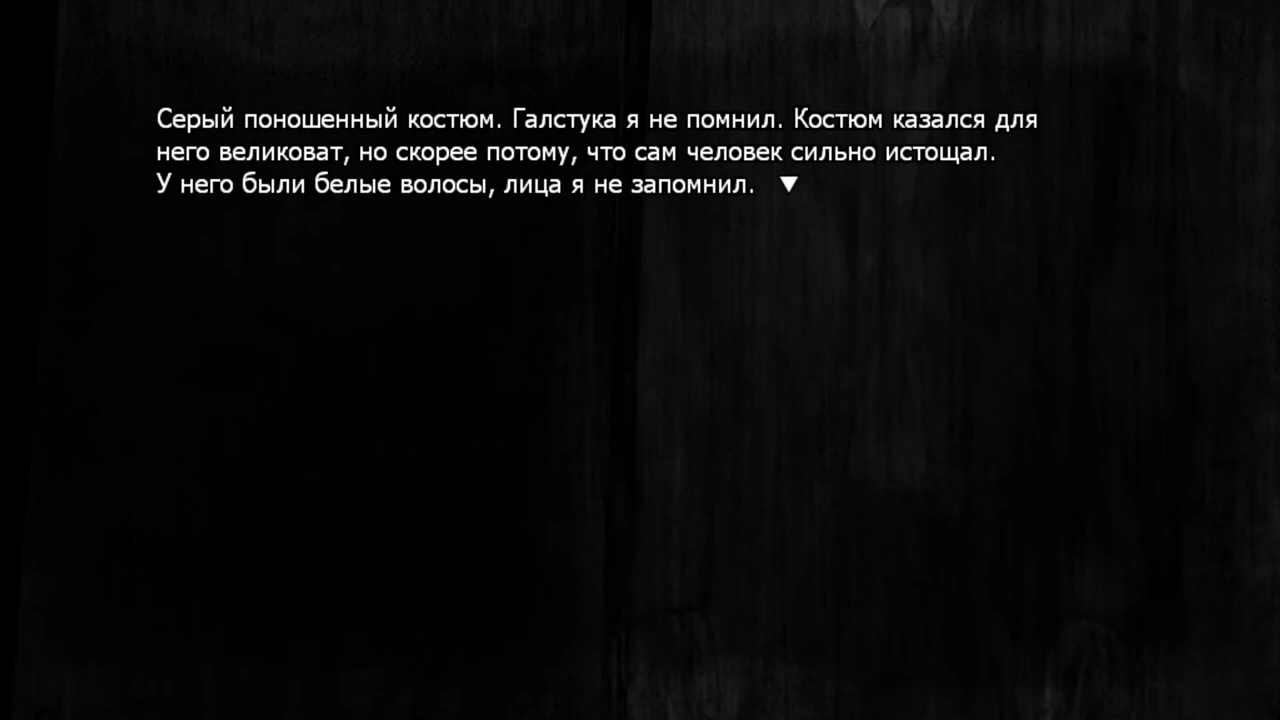 Серый поношенный костюм. Галстука я не помнил. Костюм казался для
него великоват, но скорее потому, что сам человек сильно истощал.
У него были белые волосы, лица я не запомнил.